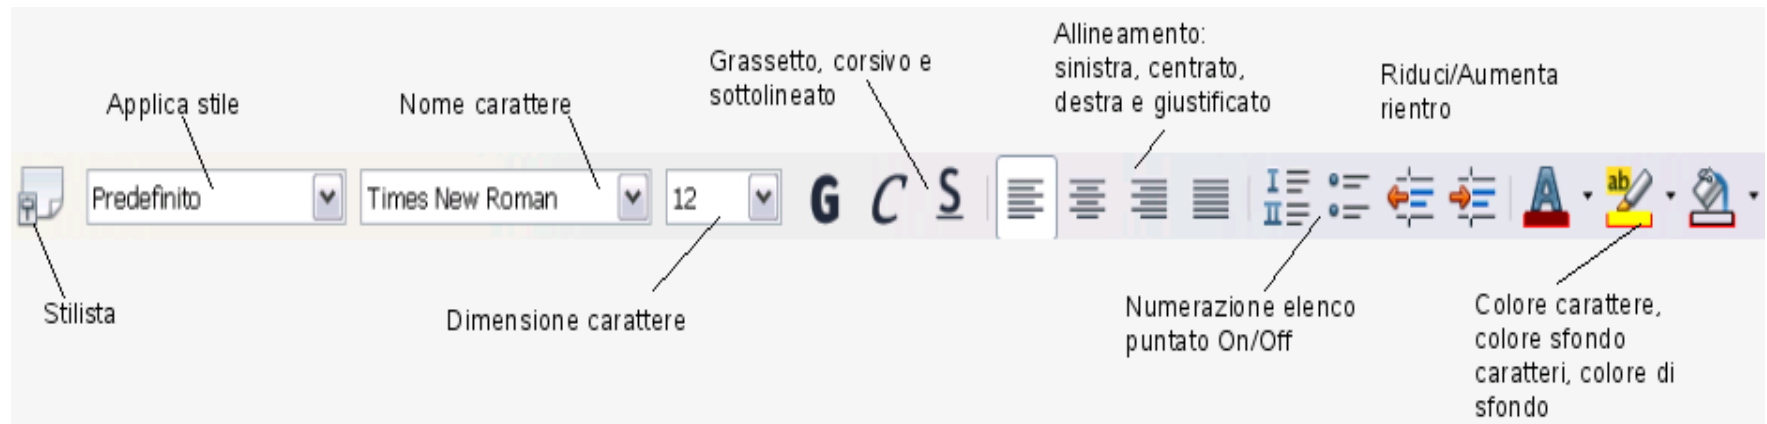 Applica stile
Nome carattere
Grassetto, corsivo e
sottolineato
Allineamento:
sinistra, centrato,
destra e giustificato
Riduci/Aumenta
rientro
Predefinito
Times New Roman
12
G C S
I
II
A
ab
Stilista
Dimensione carattere
Numerazione elenco
puntato On/Off
Colore carattere,
colore sfondo
caratteri, colore di
sfondo